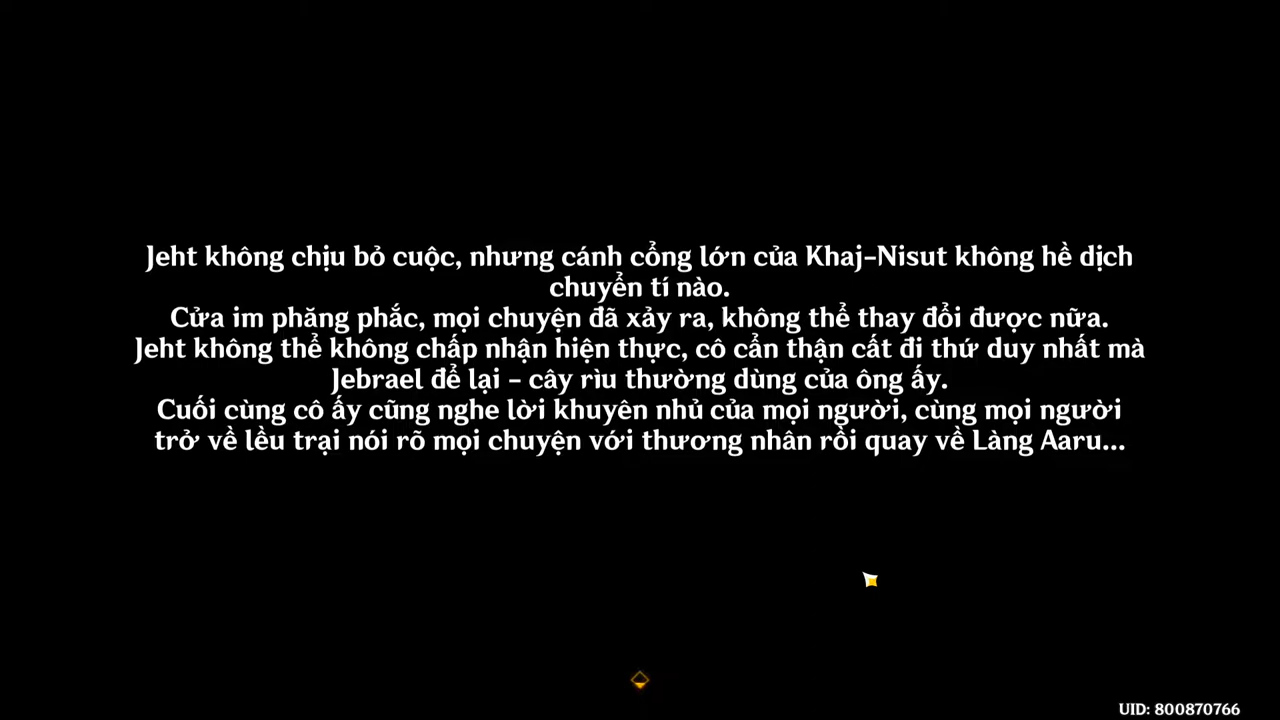 Jeht không chịu bỏ cuộc, nhưng cánh cổng lớn của Khaj-Nisut không hề dịch
chuyển tí nào.
Cửa im phăng phắc, mọi chuyện đã xảy ra, không thể thay đổi được nữa.
Jeht không thể không chấp nhận hiện thực, cô cẩn thận cất đi thứ duy nhất mà
Jebrael để lại - cây rìu thường dùng của ông ấy.
Cuối cùng cô ấy cũng nghe lời khuyên nhủ của mọi người, cùng mọi người
trở về lều trại nói rõ mọi chuyện với thương nhân rồi quay về Làng Aaru...
UID: 800870766